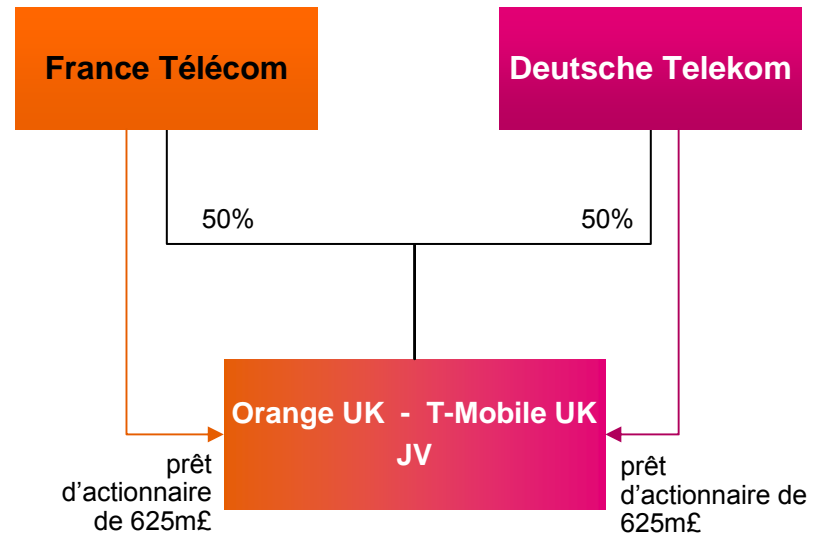 France Télécom
Deutsche Telekom
50%
50%
Orange UK - T-Mobile UK
JV
prêt
d’actionnaire
de 625m£
prêt
d’actionnaire de
625m£